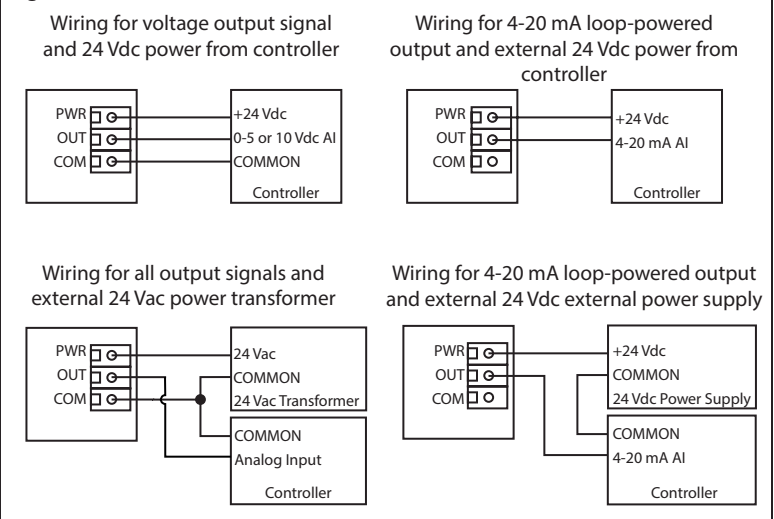 Wiring for voltage output signal
and 24 Vdc power from controller
PWR
OUT
COM
+24 Vdc
0-5 or 10 Vdc AI
COMMON
Controller
Wiring for 4-20 mA loop-powered
output and external 24 Vdc power from
controller
PWR
OUT
COM
+24 Vdc
4-20 mA AI
Controller
Wiring for all output signals and
external 24 Vac power transformer
PWR
OUT
COM
24 Vac
COMMON
24 Vac Transformer
COMMON
Analog Input
Controller
Wiring for 4-20 mA loop-powered output
and external 24 Vdc external power supply
PWR
OUT
COM
+24 Vdc
COMMON
24 Vdc Power Supply
COMMON
4-20 mA AI
Controller